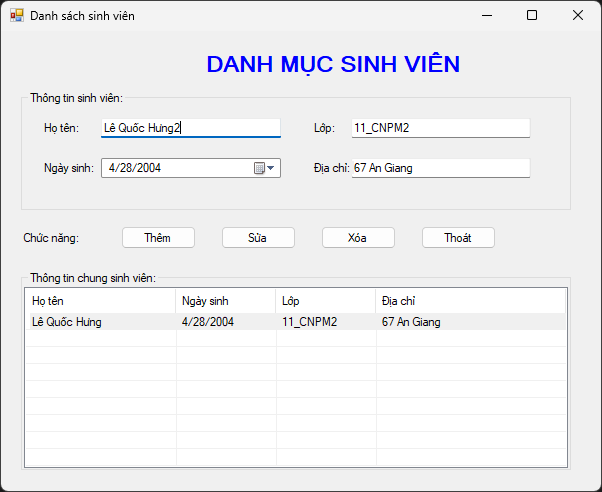 Danh sách sinh viên
DANH MỤC SINH VIÊN
Thông tin sinh viên:
Họ tên: Lê Quốc Hưng2 Lớp: 11_CNPM2
Ngày sinh: 4/28/2004 Địa chỉ: 67 An Giang
Chức năng: Thêm Sửa Xóa Thoát
Thông tin chung sinh viên:
Họ tên Ngày sinh Lớp Địa chỉ
Lê Quốc Hưng 4/28/2004 11_CNPM2 67 An Giang